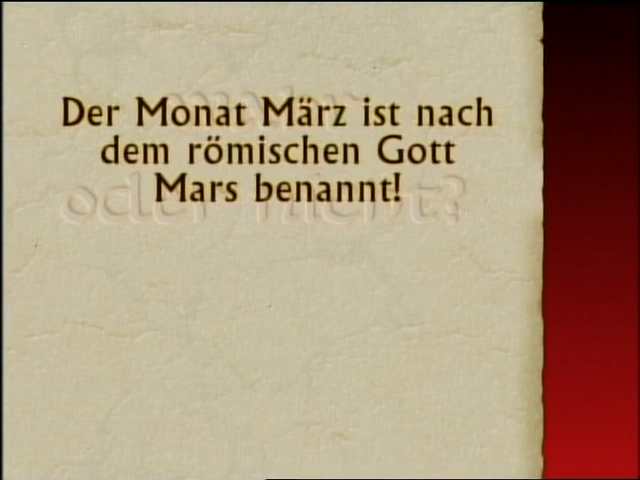 Der Monat März ist nach
dem römischen Gott
Mars benannt!
oder nicht?